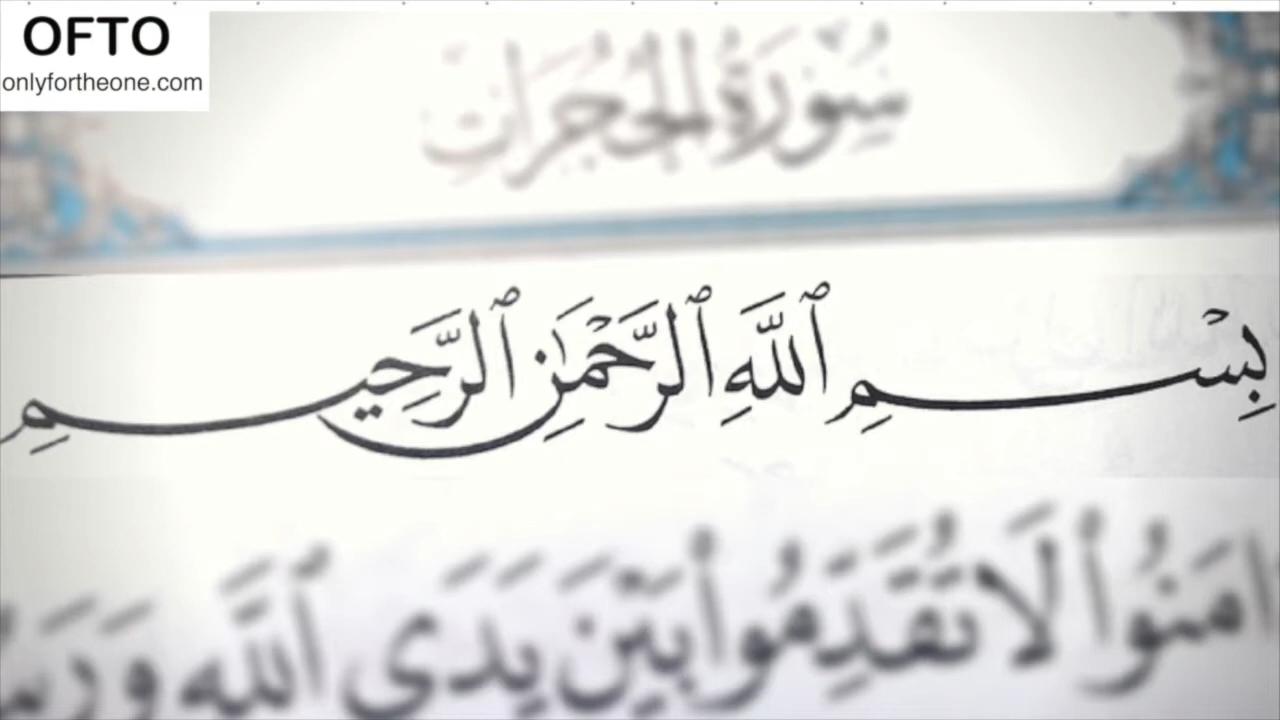 OFTO
onlyfortheone.com
سُورَةُ الحُجُرَاتِ
بِسْمِ ٱللَّهِ ٱلرَّحْمَـٰنِ ٱلرَّحِيمِ
ءَامَنُوا۟ لَا تُقَدِّمُوا۟ بَيْنَ يَدَىِ ٱللَّهِ